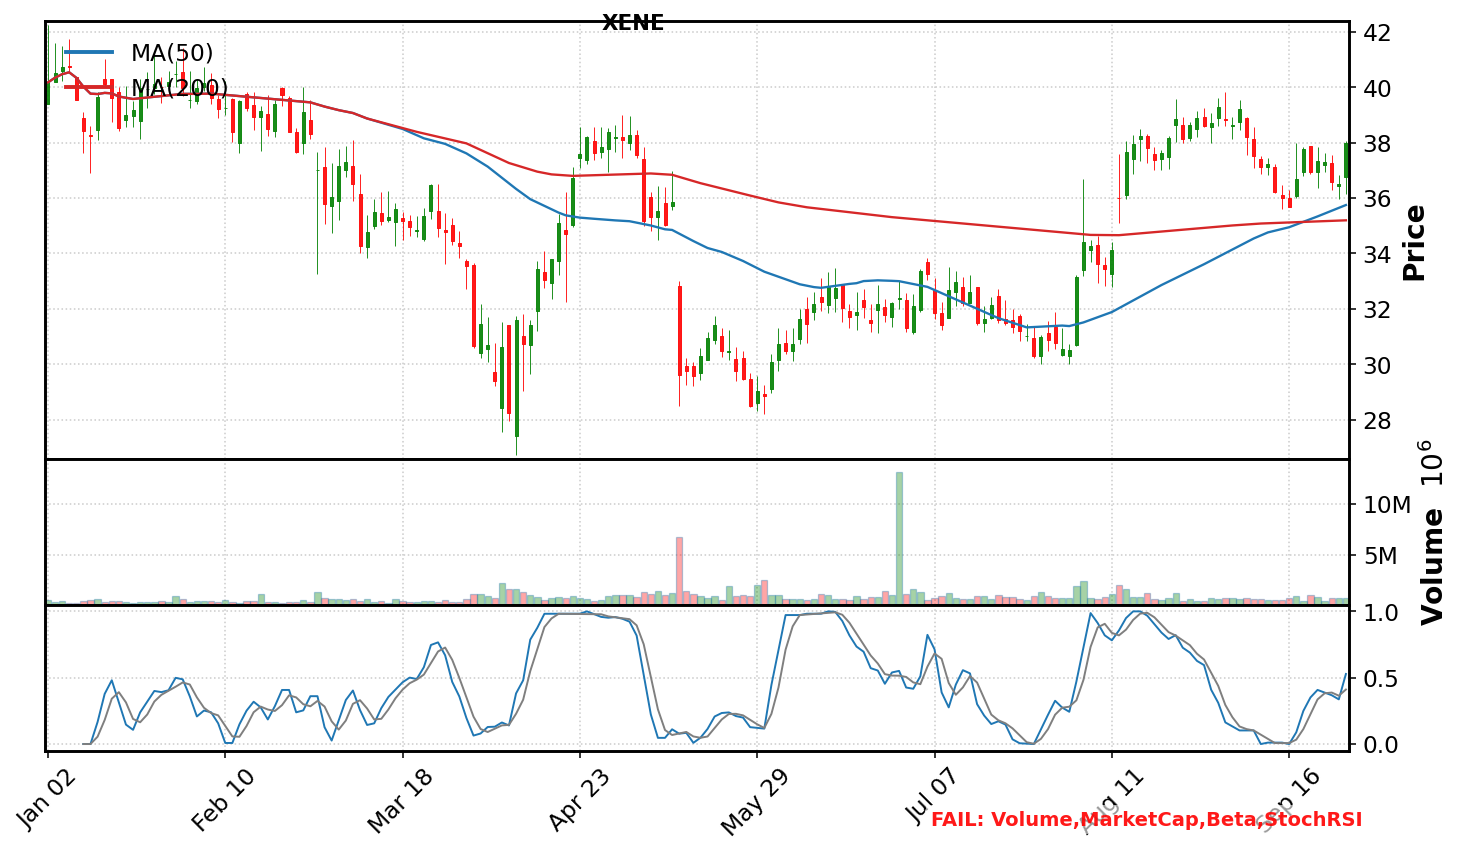 XENE
MA(50)
MA(200)
42
40
38
36
34
32
30
28
Price
10M
5M
Volume 10^6
1.0
0.5
0.0
Jan 02
Feb 10
Mar 18
Apr 23
May 29
Jul 07
Aug 11
Sep 16
FAIL: Volume,MarketCap,Beta,StochRSI